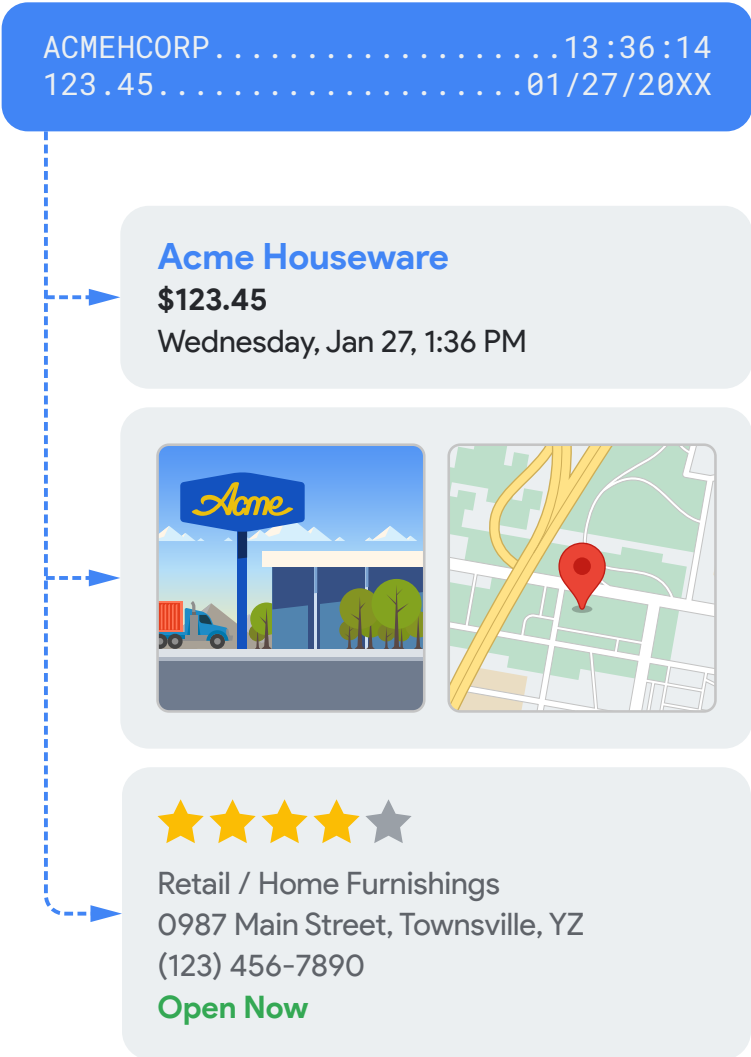 ACMEHCORP...................13:36:14
123.45....................01/27/20XX
Acme Houseware
$123.45
Wednesday, Jan 27, 1:36 PM
Acme
Retail / Home Furnishings
0987 Main Street, Townsville, YZ
(123) 456-7890
Open Now